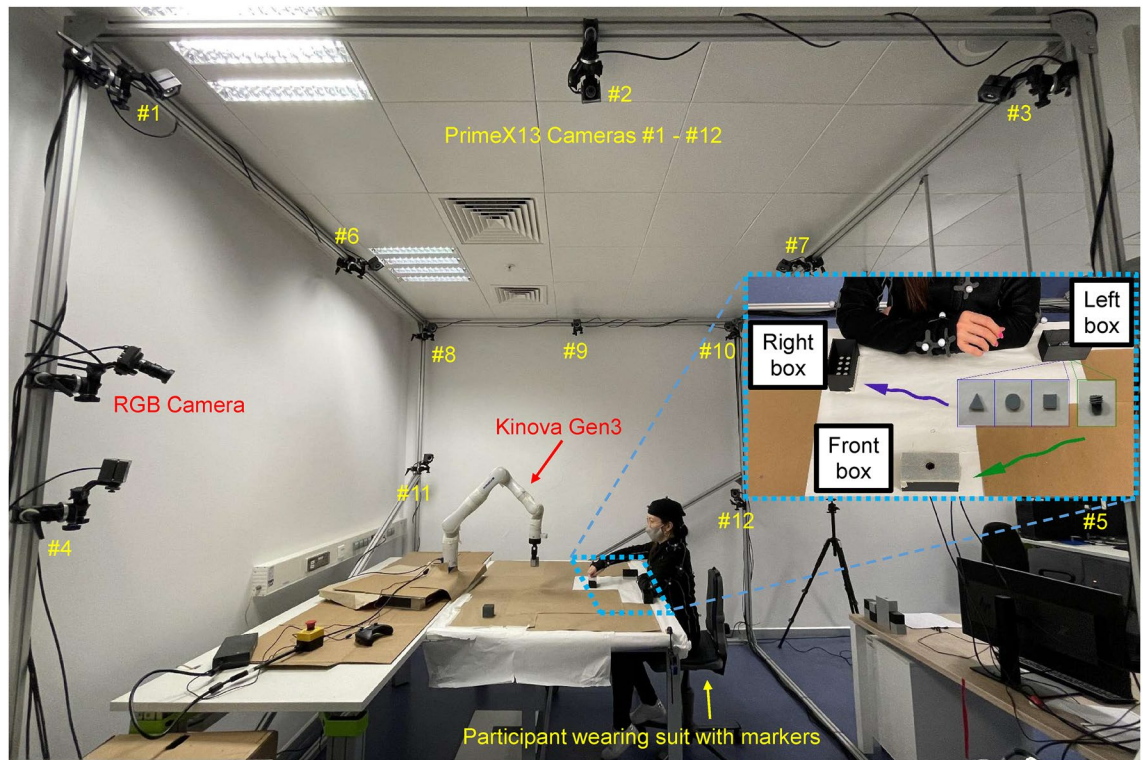 #1
#2
#3
PrimeX13 Cameras #1 - #12
#6
#7
#8
#9
#10
Left
box
Right
box
RGB Camera
Kinova Gen3
Front
box
#11
#12
#5
#4
Participant wearing suit with markers